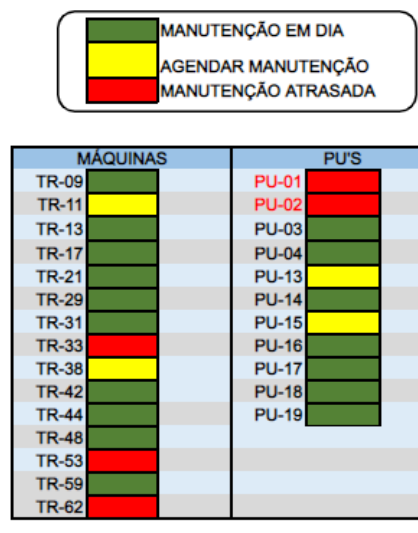 MANUTENÇÃO EM DIA
AGENDAR MANUTENÇÃO
MANUTENÇÃO ATRASADA
MÁQUINAS PU'S
TR-09 PU-01
TR-11 PU-02
TR-13 PU-03
TR-17 PU-04
TR-21 PU-13
TR-29 PU-14
TR-31 PU-15
TR-33 PU-16
TR-38 PU-17
TR-42 PU-18
TR-44 PU-19
TR-48
TR-53
TR-59
TR-62